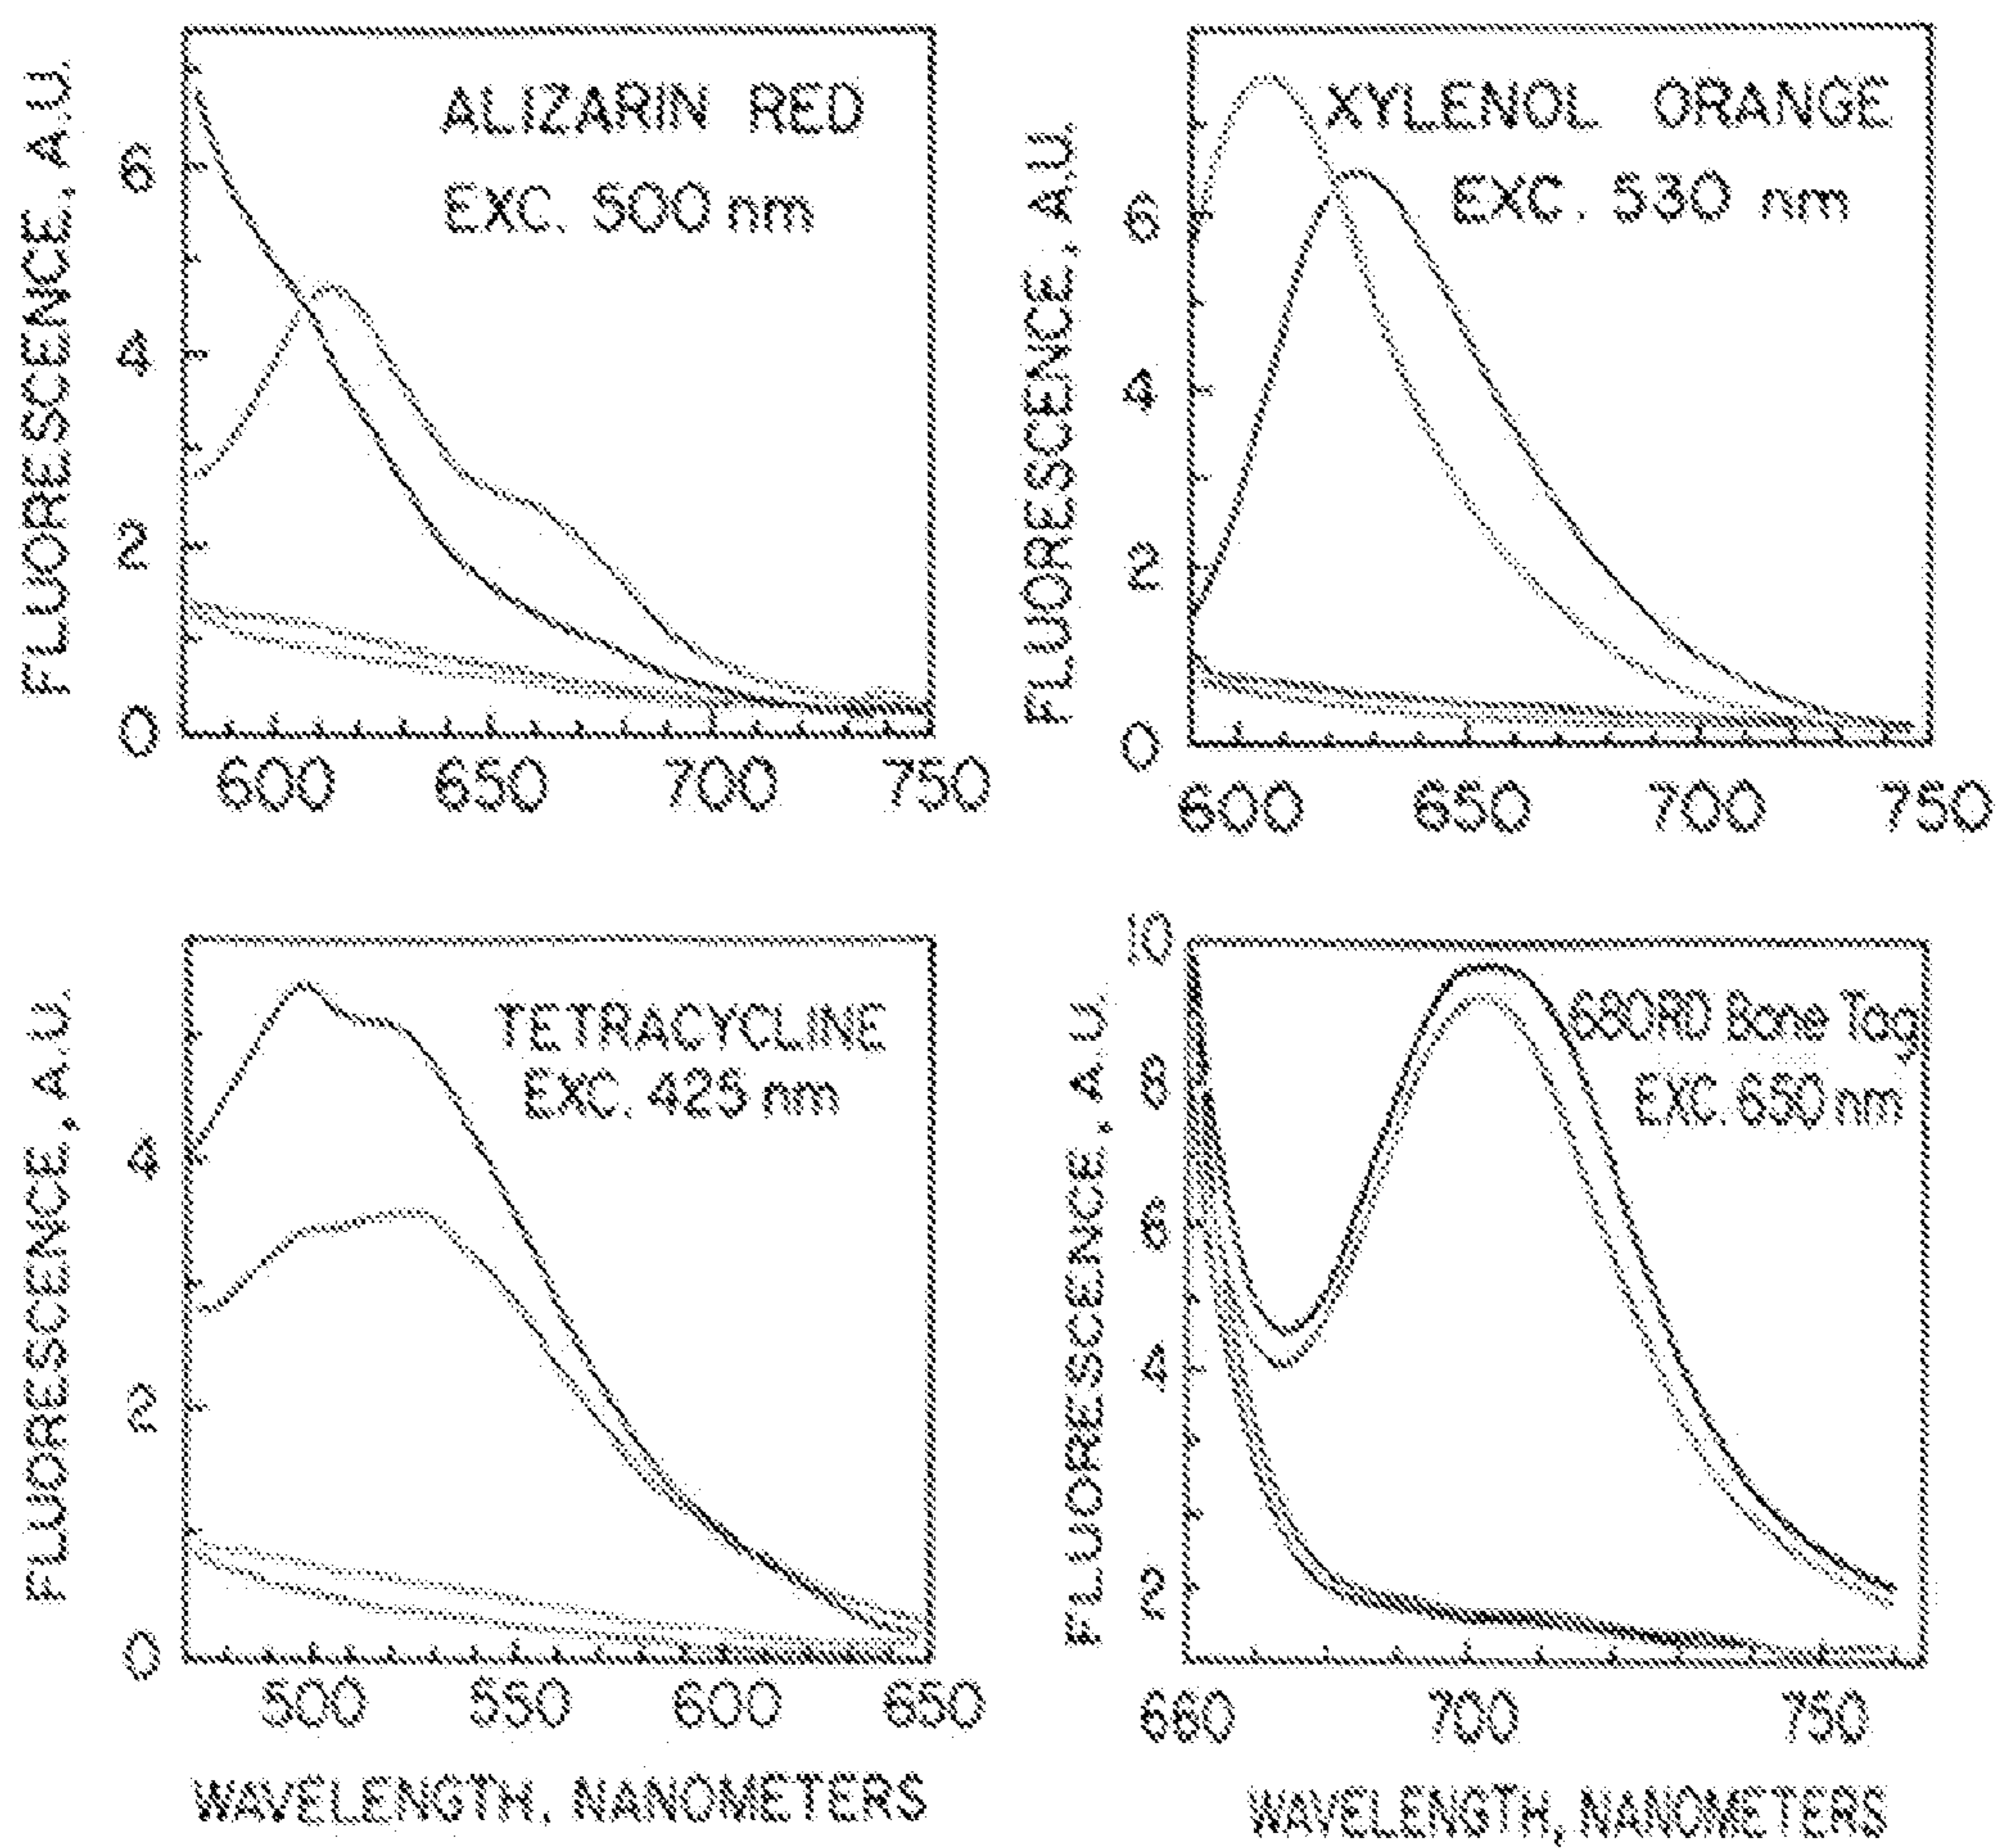 ALIZARIN RED
EXC. 500 nm
FLUORESCENCE, A.U.
6
4
2
0
600 650 700 750
XYLENOL ORANGE
EXC. 530 nm
FLUORESCENCE, A.U.
6
4
2
0
600 650 700 750
TETRACYCLINE
EXC. 425 nm
FLUORESCENCE, A.U.
4
2
0
500 550 600 650
WAVELENGTH, NANOMETERS
680RD Bone Tag
EXC. 650 nm
FLUORESCENCE, A.U.
10
8
6
4
2
660 700 750
WAVELENGTH, NANOMETERS